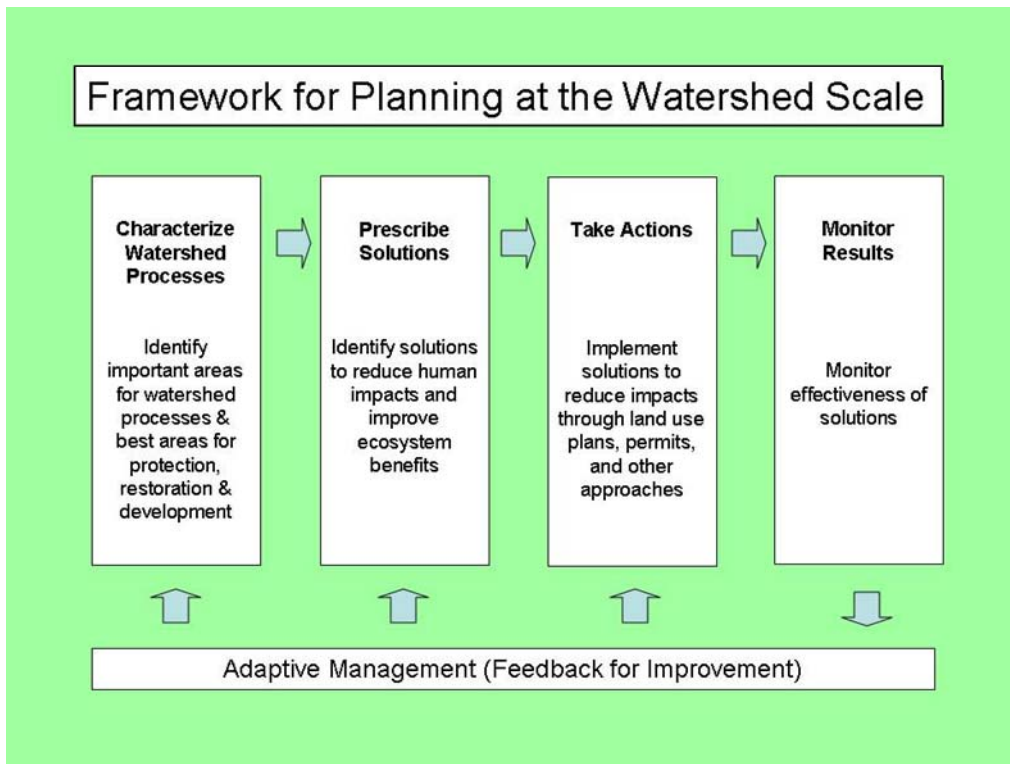 Framework for Planning at the Watershed Scale
Characterize
Watershed
Processes
Identify
important areas
for watershed
processes &
best areas for
protection,
restoration &
development
Prescribe
Solutions
Identify solutions
to reduce human
impacts and
improve
ecosystem
benefits
Take Actions
Implement
solutions to
reduce impacts
through land use
plans, permits,
and other
approaches
Monitor
Results
Monitor
effectiveness of
solutions
Adaptive Management (Feedback for Improvement)